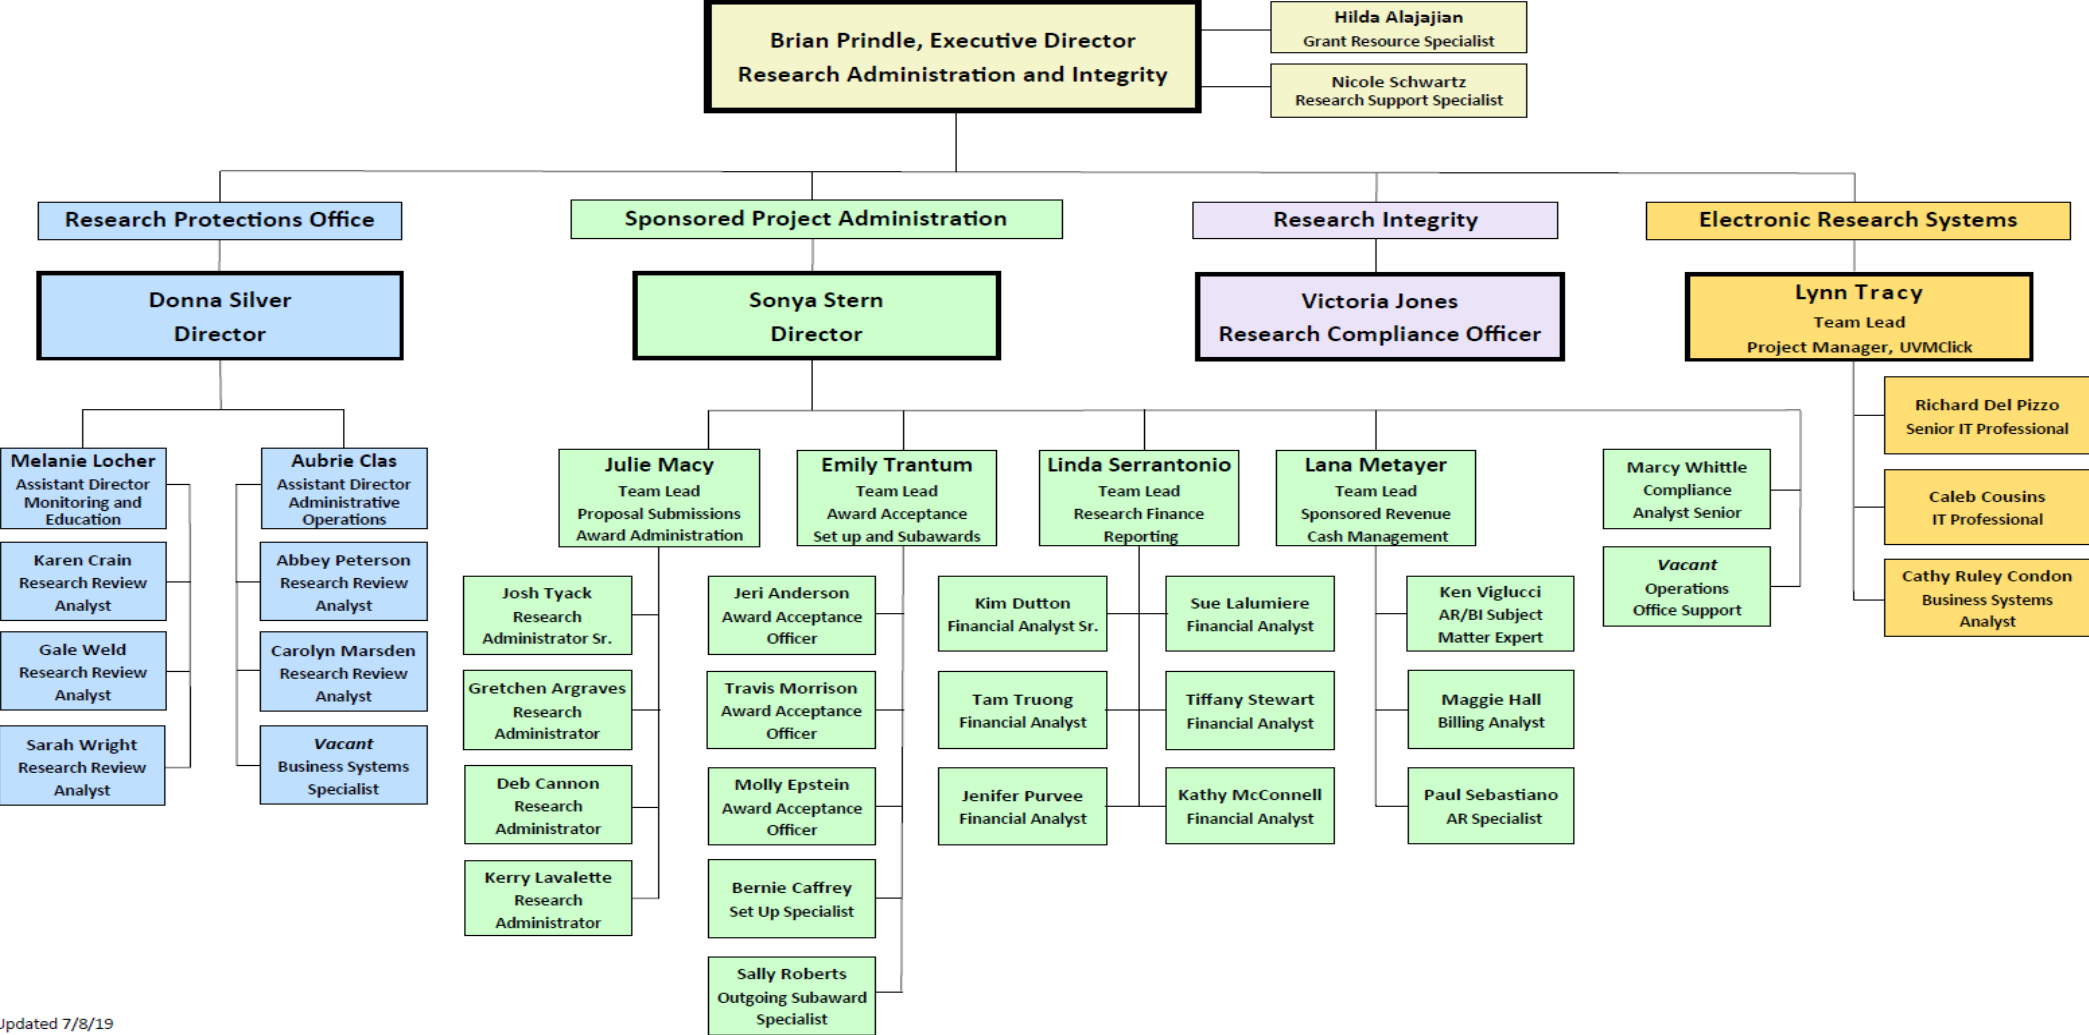 Brian Prindle, Executive Director
Research Administration and Integrity
Hilda Alajajian
Grant Resource Specialist
Nicole Schwartz
Research Support Specialist
Research Protections Office
Sponsored Project Administration
Research Integrity
Electronic Research Systems
Donna Silver
Director
Sonya Stern
Director
Victoria Jones
Research Compliance Officer
Lynn Tracy
Team Lead
Project Manager, UVMClick
Richard Del Pizzo
Senior IT Professional
Caleb Cousins
IT Professional
Cathy Ruley Condon
Business Systems
Analyst
Melanie Locher
Assistant Director
Monitoring and
Education
Karen Crain
Research Review
Analyst
Gale Weld
Research Review
Analyst
Sarah Wright
Research Review
Analyst
Aubrie Clas
Assistant Director
Administrative
Operations
Abbey Peterson
Research Review
Analyst
Carolyn Marsden
Research Review
Analyst
Vacant
Business Systems
Specialist
Julie Macy
Team Lead
Proposal Submissions
Award Administration
Josh Tyack
Research
Administrator Sr.
Gretchen Argraves
Research
Administrator
Deb Cannon
Research
Administrator
Kerry Lavalette
Research
Administrator
Emily Trantum
Team Lead
Award Acceptance
Set up and Subawards
Jeri Anderson
Award Acceptance
Officer
Travis Morrison
Award Acceptance
Officer
Molly Epstein
Award Acceptance
Officer
Bernie Caffrey
Set Up Specialist
Sally Roberts
Outgoing Subaward
Specialist
Linda Serrantonio
Team Lead
Research Finance
Reporting
Kim Dutton
Financial Analyst Sr.
Tam Truong
Financial Analyst
Jenifer Purvee
Financial Analyst
Sue Lalumiere
Financial Analyst
Tiffany Stewart
Financial Analyst
Kathy McConnell
Financial Analyst
Lana Metayer
Team Lead
Sponsored Revenue
Cash Management
Ken Viglucci
AR/BI Subject
Matter Expert
Maggie Hall
Billing Analyst
Paul Sebastiano
AR Specialist
Marcy Whittle
Compliance
Analyst Senior
Vacant
Operations
Office Support
Updated 7/8/19